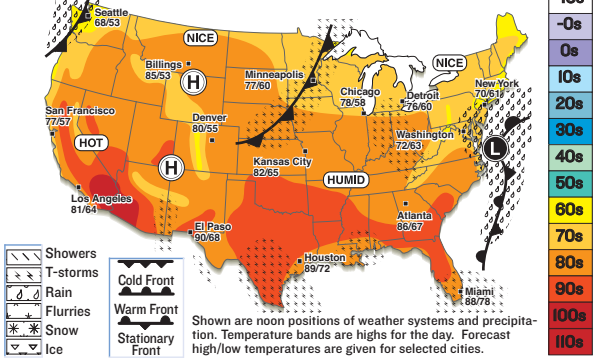 Seattle
68/53
NICE
Billings
85/53
H
Minneapolis
77/60
NICE
Chicago
78/58
Detroit
76/60
New York
70/61
San Francisco
77/57
HOT
Denver
80/55
Washington
72/63
L
H
Kansas City
82/65
HUMID
Los Angeles
81/64
El Paso
90/68
Atlanta
86/67
Houston
89/72
Miami
88/78
-0s
0s
10s
20s
30s
40s
50s
60s
70s
80s
90s
100s
110s
Showers
T-storms
Rain
Flurries
Snow
Ice
Cold Front
Warm Front
Stationary
Front
Shown are noon positions of weather systems and precipita-
tion. Temperature bands are highs for the day. Forecast
high/low temperatures are given for selected cities.